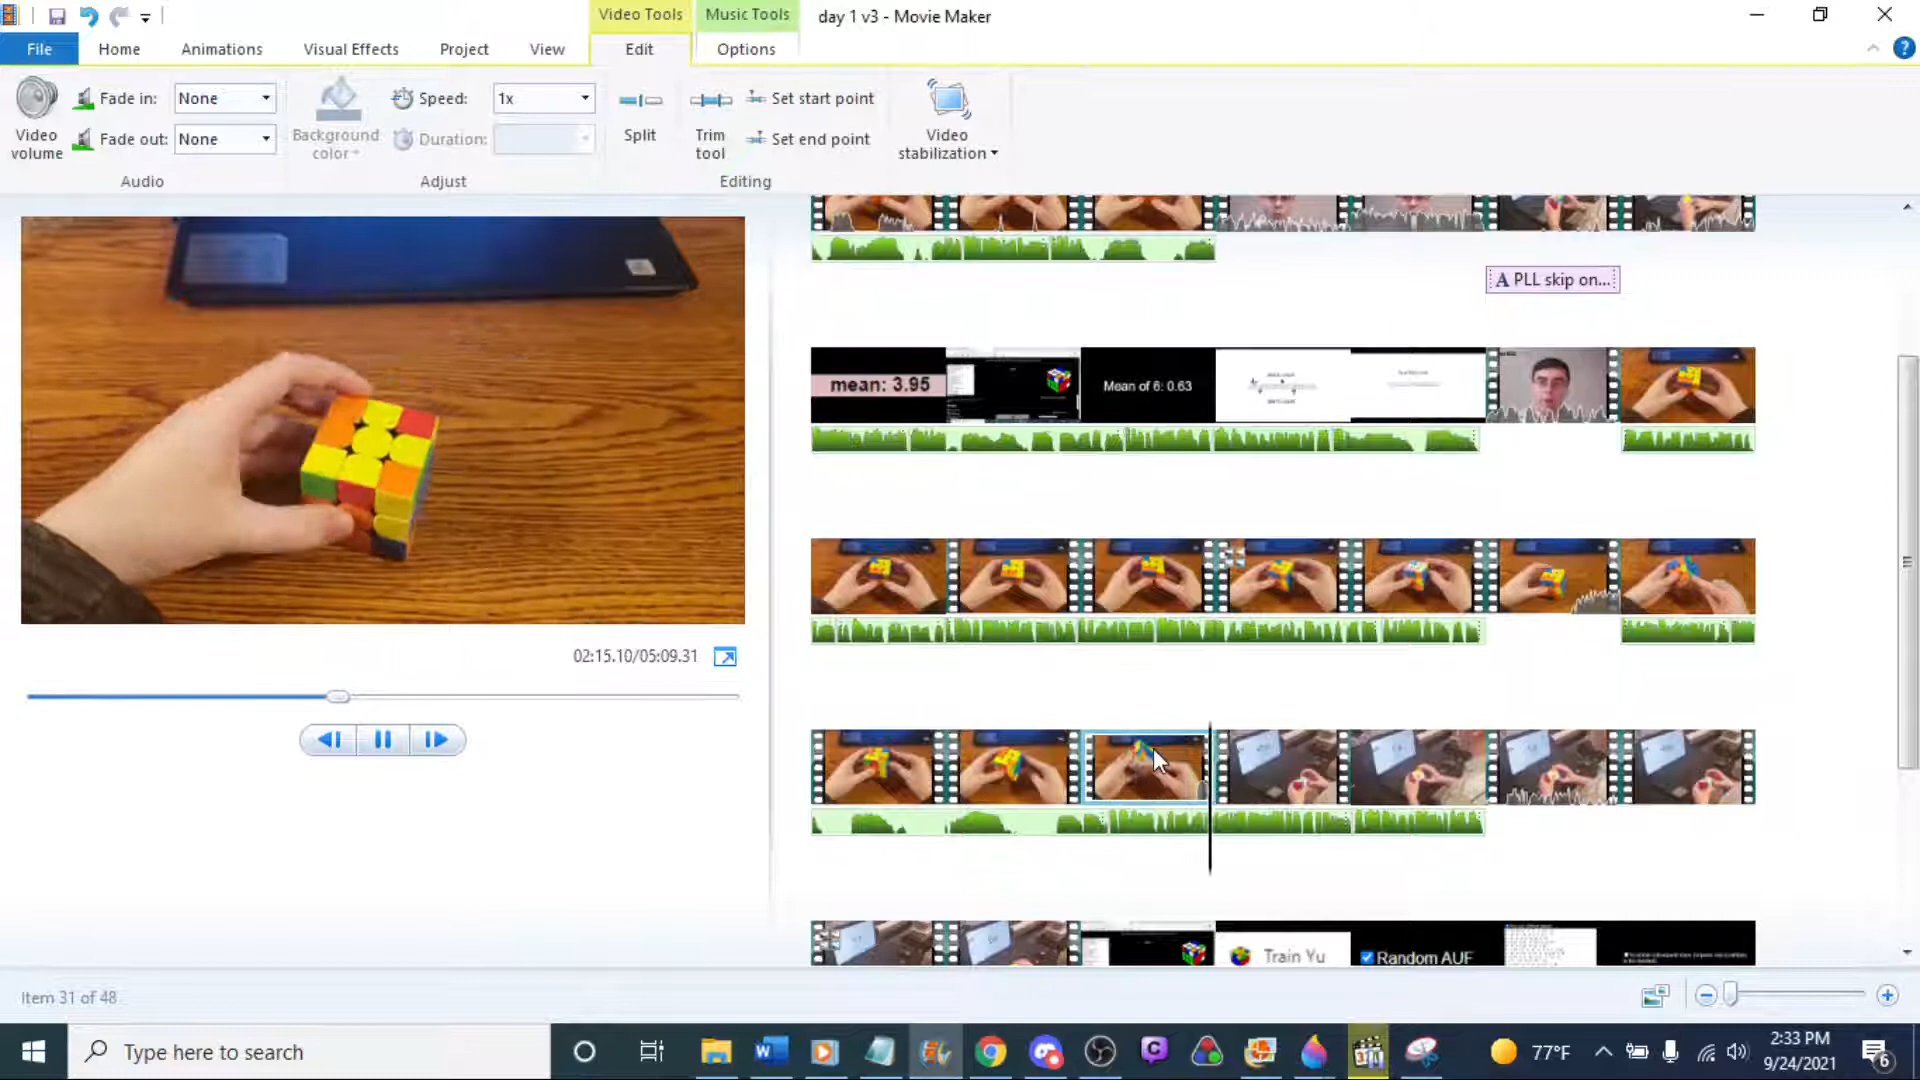 Video Tools
Music Tools
day 1 v3 - Movie Maker
File
Home
Animations
Visual Effects
Project
View
Edit
Options
Video volume
Fade in:
None
Fade out:
None
Audio
Background color
Speed:
1x
Duration:
Adjust
Split
Trim tool
Set start point
Set end point
Editing
Video stabilization
A PLL skip on...
mean: 3.95
Mean of 6: 0.63
02:15.10/05:09.31
Train Yu
Random AUF
Item 31 of 48
Type here to search
77°F
2:33 PM
9/24/2021
6